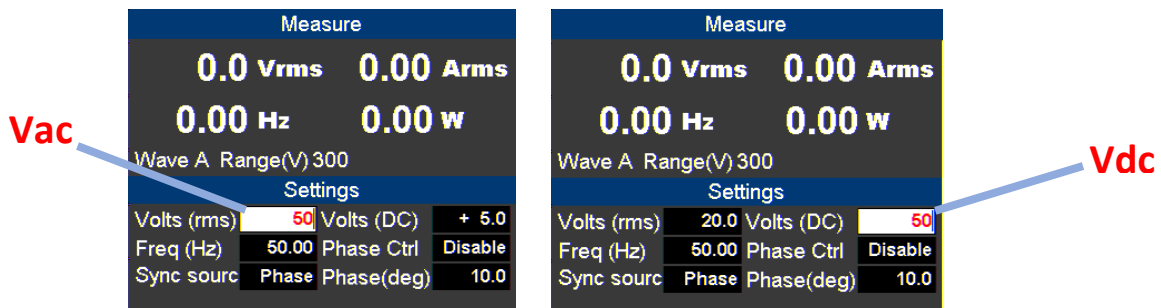 Measure
0.0 Vrms 0.00 Arms
0.00 Hz 0.00 W
Wave A Range(V) 300
Settings
Volts (rms) 50 Volts (DC) + 5.0
Freq (Hz) 50.00 Phase Ctrl Disable
Sync sourc Phase Phase(deg) 10.0
Vac
Measure
0.0 Vrms 0.00 Arms
0.00 Hz 0.00 W
Wave A Range(V) 300
Settings
Volts (rms) 20.0 Volts (DC) 50
Freq (Hz) 50.00 Phase Ctrl Disable
Sync sourc Phase Phase(deg) 10.0
Vdc